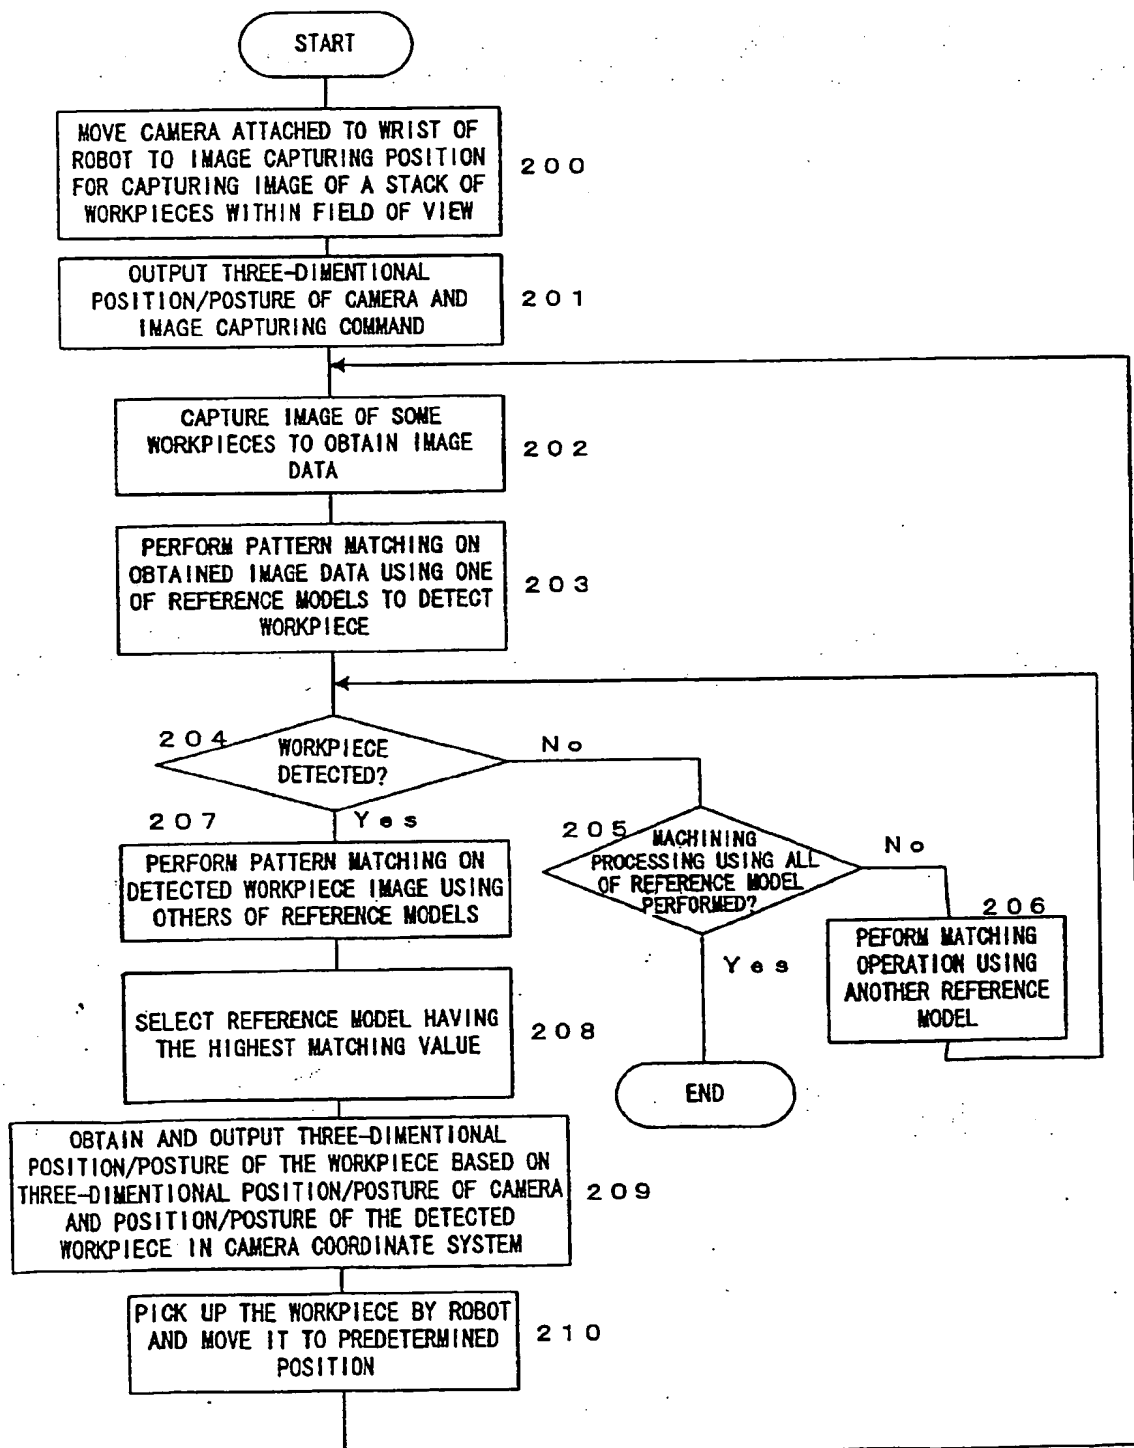 START
MOVE CAMERA ATTACHED TO WRIST OF
ROBOT TO IMAGE CAPTURING POSITION
FOR CAPTURING IMAGE OF A STACK OF
WORKPIECES WITHIN FIELD OF VIEW
200
OUTPUT THREE-DIMENTIONAL
POSITION/POSTURE OF CAMERA AND
IMAGE CAPTURING COMMAND
201
CAPTURE IMAGE OF SOME
WORKPIECES TO OBTAIN IMAGE
DATA
202
PERFORM PATTERN MATCHING ON
OBTAINED IMAGE DATA USING ONE
OF REFERENCE MODELS TO DETECT
WORKPIECE
203
204
WORKPIECE
DETECTED?
No
Yes
205
MACHINING
PROCESSING USING ALL
OF REFERENCE MODEL
PERFORMED?
No
Yes
206
PEFORM MATCHING
OPERATION USING
ANOTHER REFERENCE
MODEL
END
207
PERFORM PATTERN MATCHING ON
DETECTED WORKPIECE IMAGE USING
OTHERS OF REFERENCE MODELS
SELECT REFERENCE MODEL HAVING
THE HIGHEST MATCHING VALUE
208
OBTAIN AND OUTPUT THREE-DIMENTIONAL
POSITION/POSTURE OF THE WORKPIECE BASED ON
THREE-DIMENTIONAL POSITION/POSTURE OF CAMERA
AND POSITION/POSTURE OF THE DETECTED
WORKPIECE IN CAMERA COORDINATE SYSTEM
209
PICK UP THE WORKPIECE BY ROBOT
AND MOVE IT TO PREDETERMINED
POSITION
210